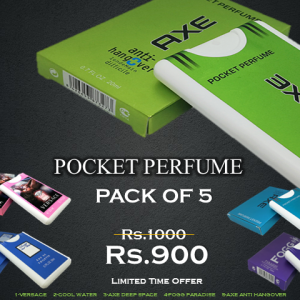 AXE
anti-
hangover
POCKET PERFUME
AXE
POCKET PERFUME
PACK OF 5
Rs.1000
Rs.900
LIMITED TIME OFFER
FOGG
1-VERSACE 2-COOL WATER 3-AXE DEEP SPACE 4-FOGG PARADISE 5-AXE ANTI HANGOVER